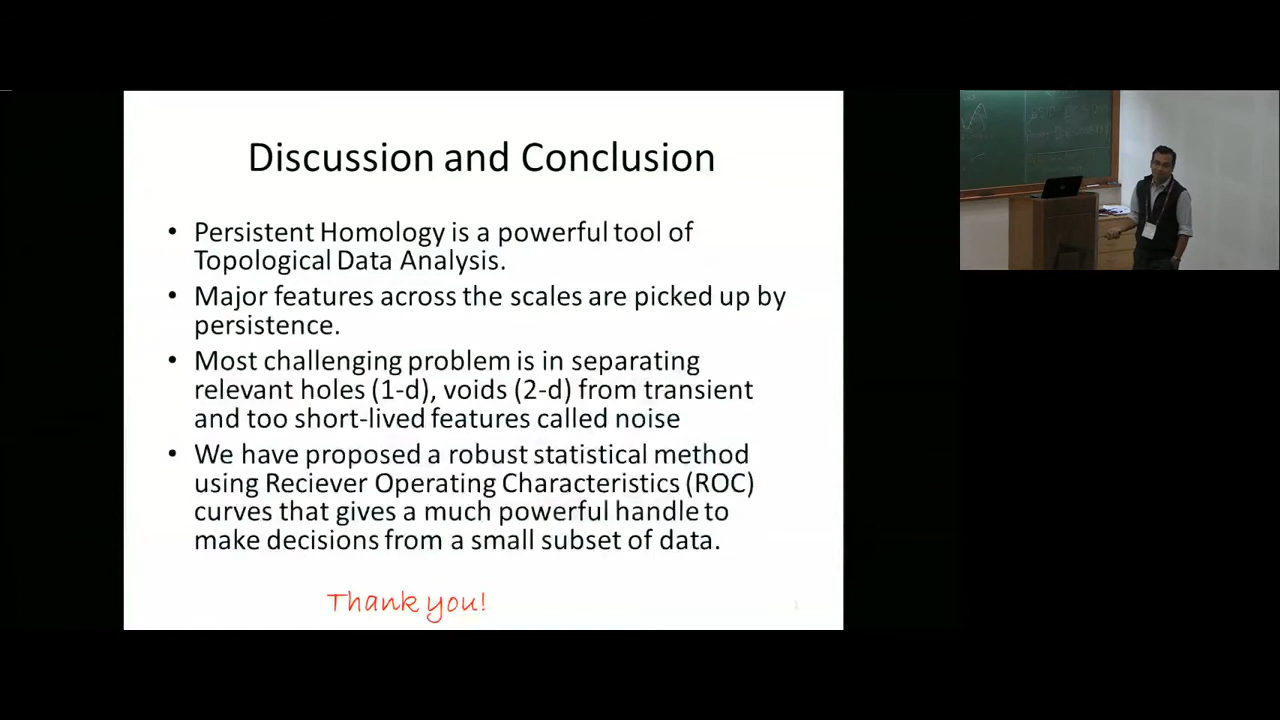 Discussion and Conclusion
• Persistent Homology is a powerful tool of
Topological Data Analysis.
• Major features across the scales are picked up by
persistence.
• Most challenging problem is in separating
relevant holes (1-d), voids (2-d) from transient
and too short-lived features called noise
• We have proposed a robust statistical method
using Reciever Operating Characteristics (ROC)
curves that gives a much powerful handle to
make decisions from a small subset of data.
Thank you!